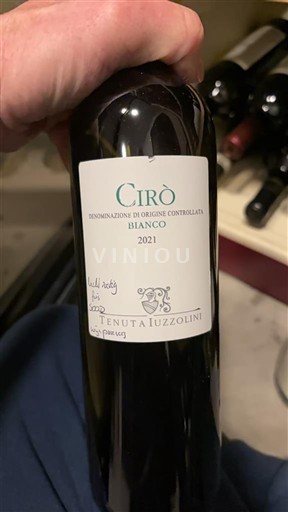 CIRÒ
DENOMINAZIONE DI ORIGINE CONTROLLATA
BIANCO
2021
VINIOU
TENUTA IUZZOLINI